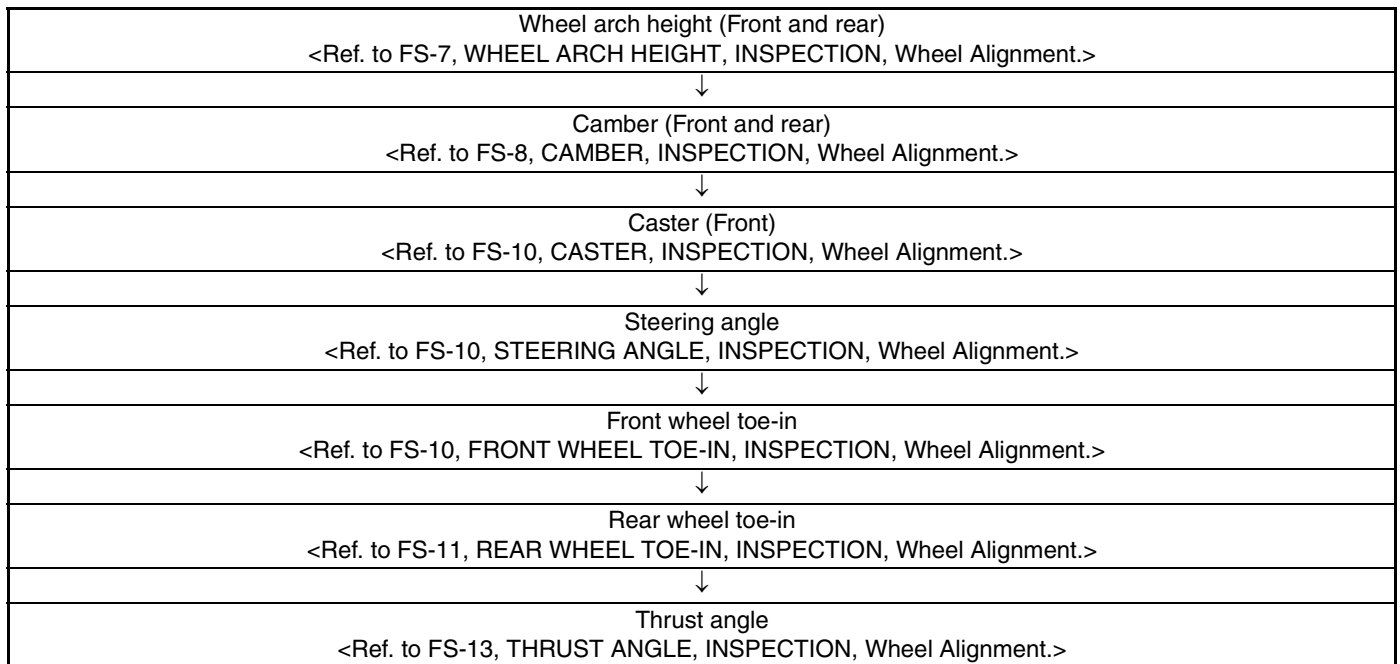 Wheel arch height (Front and rear)
<Ref. to FS-7, WHEEL ARCH HEIGHT, INSPECTION, Wheel Alignment.>
↓
Camber (Front and rear)
<Ref. to FS-8, CAMBER, INSPECTION, Wheel Alignment.>
↓
Caster (Front)
<Ref. to FS-10, CASTER, INSPECTION, Wheel Alignment.>
↓
Steering angle
<Ref. to FS-10, STEERING ANGLE, INSPECTION, Wheel Alignment.>
↓
Front wheel toe-in
<Ref. to FS-10, FRONT WHEEL TOE-IN, INSPECTION, Wheel Alignment.>
↓
Rear wheel toe-in
<Ref. to FS-11, REAR WHEEL TOE-IN, INSPECTION, Wheel Alignment.>
↓
Thrust angle
<Ref. to FS-13, THRUST ANGLE, INSPECTION, Wheel Alignment.>